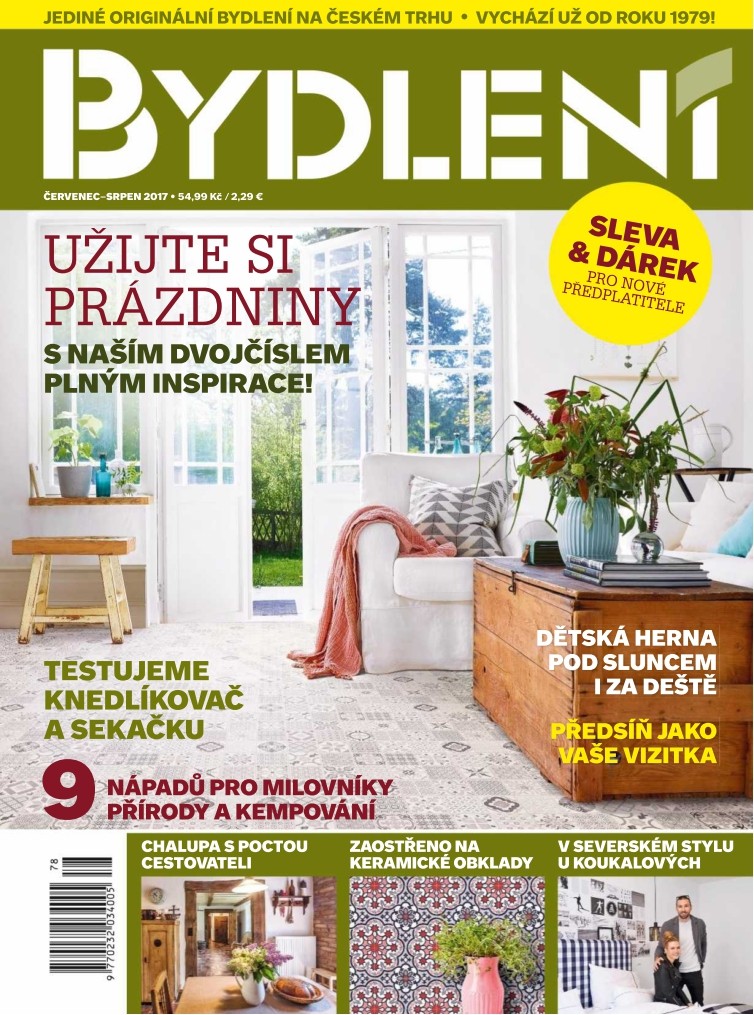 JEDINÉ ORIGINÁLNÍ BYDLENÍ NA ČESKÉM TRHU • VYCHÁZÍ UŽ OD ROKU 1979!
BYDLENÍ
ČERVENEC–SRPEN 2017 • 54,99 Kč / 2,29 €
SLEVA
& DÁREK
PRO NOVÉ
PŘEDPLATITELE
UŽIJTE SI
PRÁZDNINY
S NAŠÍM DVOJČÍSLEM
PLNÝM INSPIRACE!
DĚTSKÁ HERNA
POD SLUNCEM
I ZA DEŠTĚ
PŘEDSÍŇ JAKO
VAŠE VIZITKA
TESTUJEME
KNEDLÍKOVAČ
A SEKAČKU
9 NÁPADŮ PRO MILOVNÍKY
PŘÍRODY A KEMPOVÁNÍ
CHALUPA S POCTOU
CESTOVATELI
ZAOSTŘENO NA
KERAMICKÉ OBKLADY
V SEVERSKÉM STYLU
U KOUKALOVÝCH
78
9 770232 034005